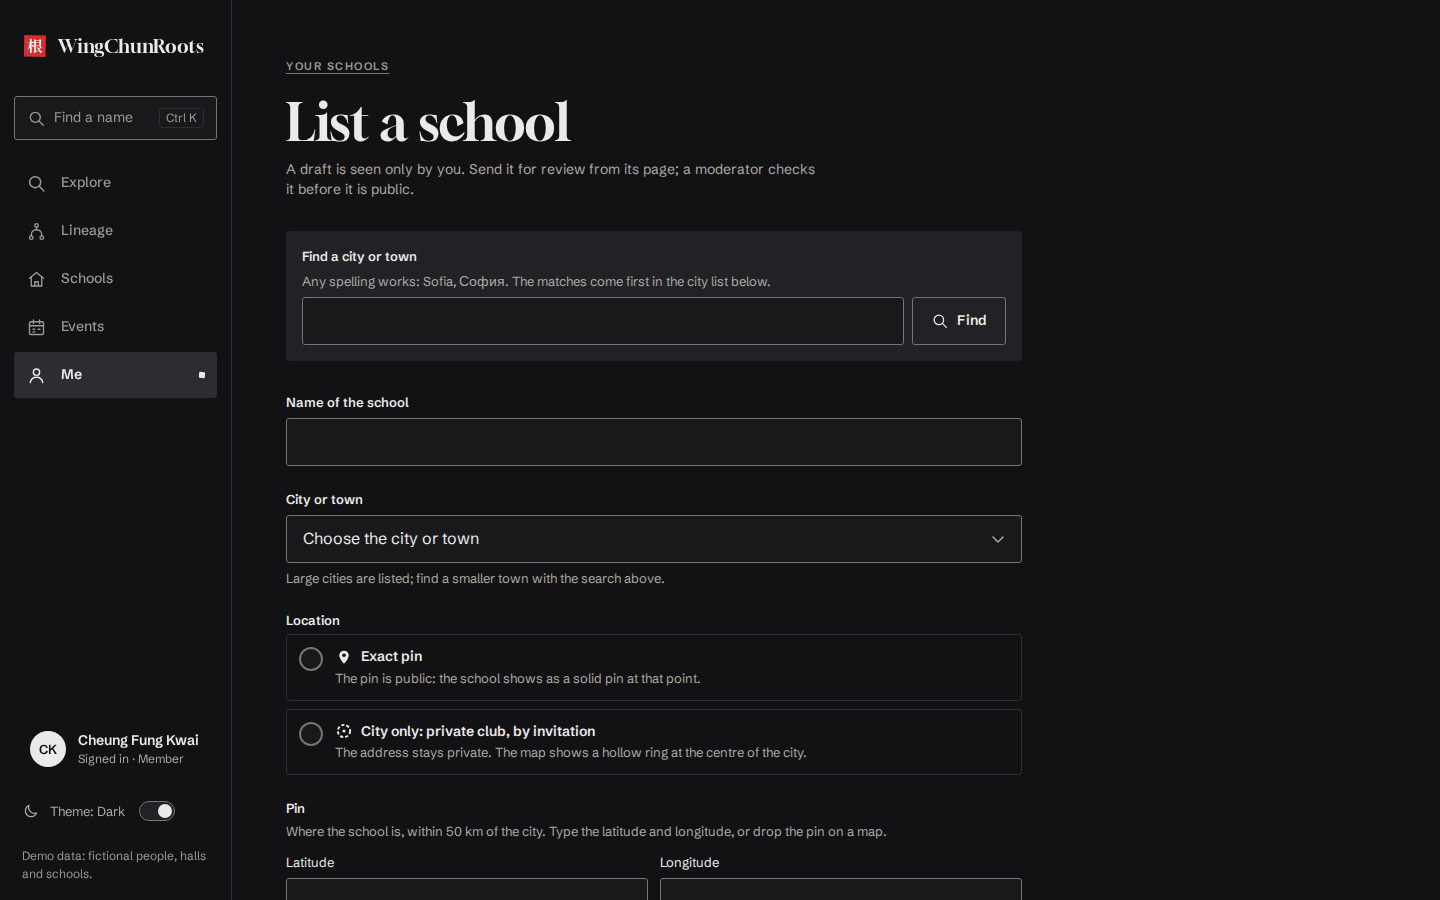 根 WingChunRoots
Find a name Ctrl K
Explore
Lineage
Schools
Events
Me
CK
Cheung Fung Kwai
Signed in · Member
Theme: Dark
Demo data: fictional people, halls
and schools.
YOUR SCHOOLS
List a school
A draft is seen only by you. Send it for review from its page; a moderator checks
it before it is public.
Find a city or town
Any spelling works: Sofia, София. The matches come first in the city list below.
Find
Name of the school
City or town
Choose the city or town
Large cities are listed; find a smaller town with the search above.
Location
Exact pin
The pin is public: the school shows as a solid pin at that point.
City only: private club, by invitation
The address stays private. The map shows a hollow ring at the centre of the city.
Pin
Where the school is, within 50 km of the city. Type the latitude and longitude, or drop the pin on a map.
Latitude
Longitude